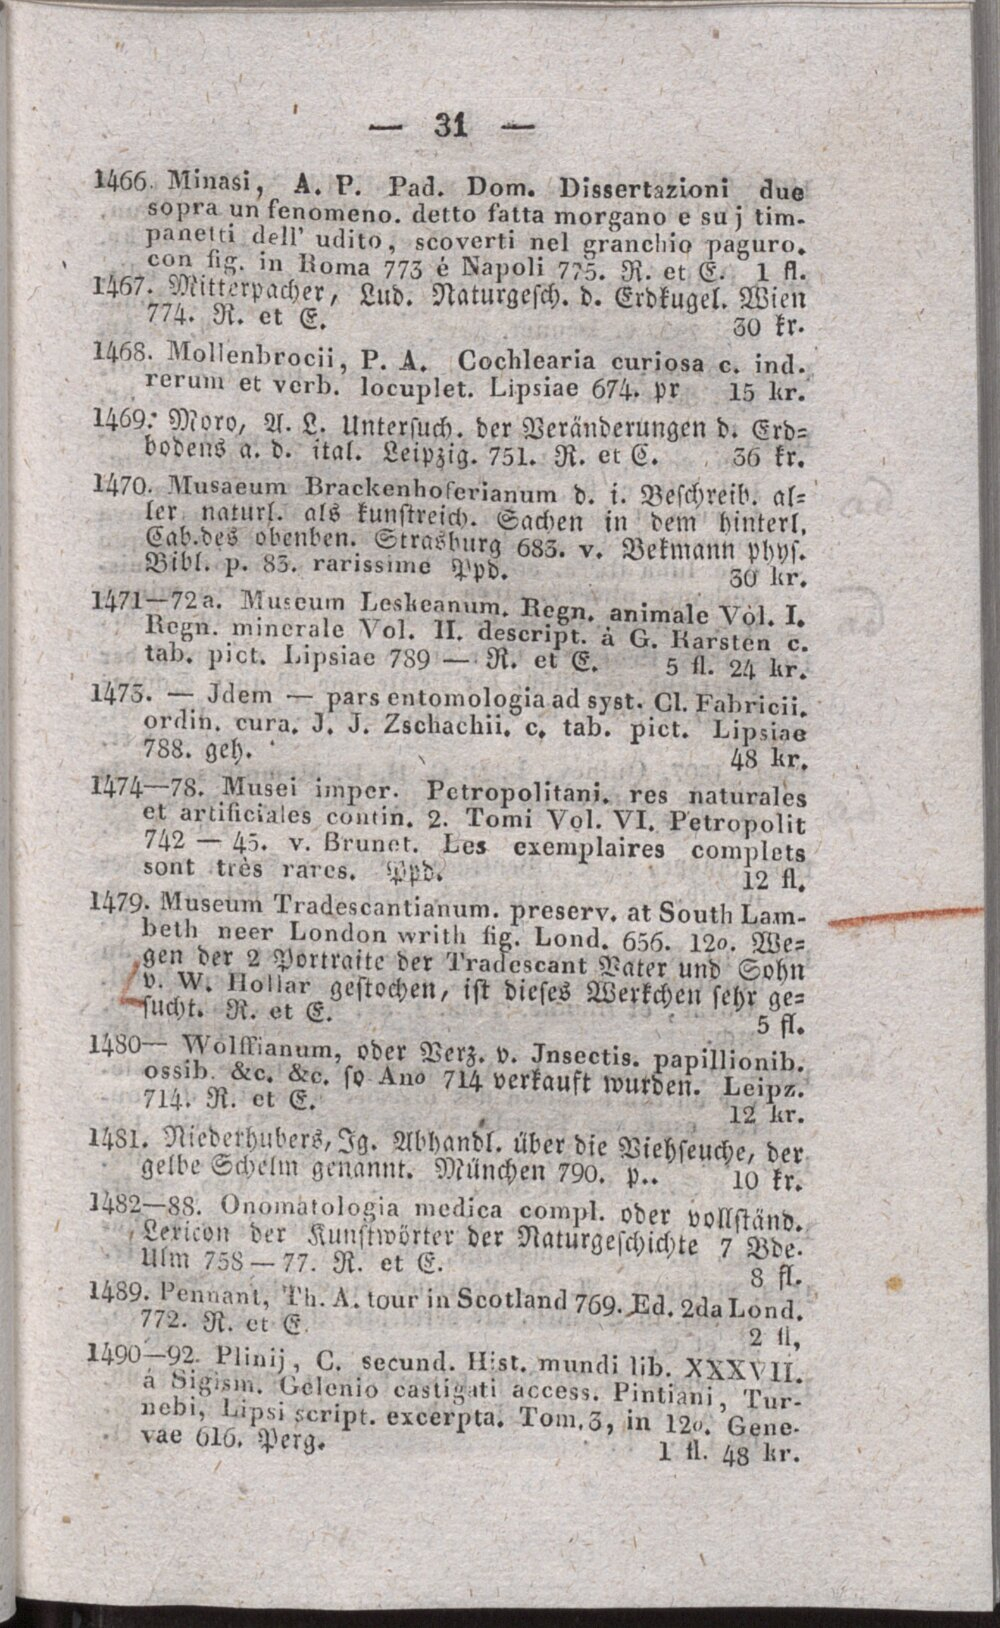 — 31 —
1466. Minasi, A. P. Pad. Dom. Dissertazioni due
sopra un fenomeno. detto fatta morgano e su j tim-
panetti dell' udito, scoverti nel granchio paguro.
con fig. in Roma 773 é Napoli 775. R. et E. 1 fl.
1467. Mitterpacher, Lud. Naturgesch. d. Erdkugel. Wien
774. R. et E. 30 kr.
1468. Mollenbrocii, P. A. Cochlearia curiosa c. ind.
rerum et verb. locuplet. Lipsiae 674. pr 15 kr.
1469. Moro, A. L. Untersuch. der Veränderungen d. Erd=
bodens a. d. ital. Leipzig. 751. R. et E. 36 kr.
1470. Musaeum Brackenhoferianum d. i. Beschreib. al=
ler naturl. als kunstreich. Sachen in dem hinterl.
Cab. des obenben. Strasburg 683. v. Bekmann phys.
Bibl. p. 83. rarissime Ppd. 30 kr.
1471—72a. Museum Leskeanum. Regn. animale Vol. I.
Regn. minerale Vol. II. descript. à G. Karsten c.
tab. pict. Lipsiae 789 — R. et E. 5 fl. 24 kr.
1473. — Jdem — pars entomologia ad syst. Cl. Fabricii.
ordin. cura. J. J. Zschachii. c. tab. pict. Lipsiae
788. geh. 48 kr.
1474—78. Musei imper. Petropolitani. res naturales
et artificiales contin. 2. Tomi Vol. VI. Petropolit
742 — 45. v. Brunet. Les exemplaires complets
sont très rares. Ppd. 12 fl.
1479. Museum Tradescantianum. preserv. at South Lam-
beth neer London writh fig. Lond. 656. 12o. We=
gen der 2 Portraite der Tradescant Vater und Sohn
v. W. Hollar gestochen, ist dieses Werkchen sehr ge=
sucht. R. et E. 5 fl.
1480— Wolffianum, oder Verz. v. Jnsectis. papillionib.
ossib. &c. &c. so Ano 714 verkauft wurden. Leipz.
714. R. et E. 12 kr.
1481. Niederhubers, Jg. Abhandl. über die Viehseuche, der
gelbe Schelm genannt. München 790. p.. 10 kr.
1482—88. Onomatologia medica compl. oder vollständ.
Lexicon der Kunstwörter der Naturgeschichte 7 Bde.
Ulm 758 — 77. R. et E. 8 fl.
1489. Pennant, Th. A. tour in Scotland 769. Ed. 2da Lond.
772. R. et E 2 fl,
1490—92. Plinij, C. secund. Hist. mundi lib. XXXVII.
á Sigism. Gelenio castigati access. Pintiani, Tur-
nebi, Lipsi script. excerpta. Tom. 3, in 12o. Gene-
vae 616. Perg. 1 fl. 48 kr.